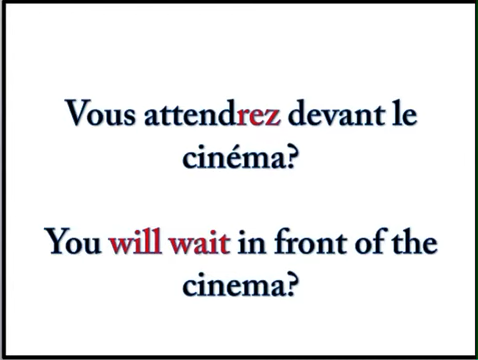 Vous attendrez devant le
cinéma?
You will wait in front of the
cinema?